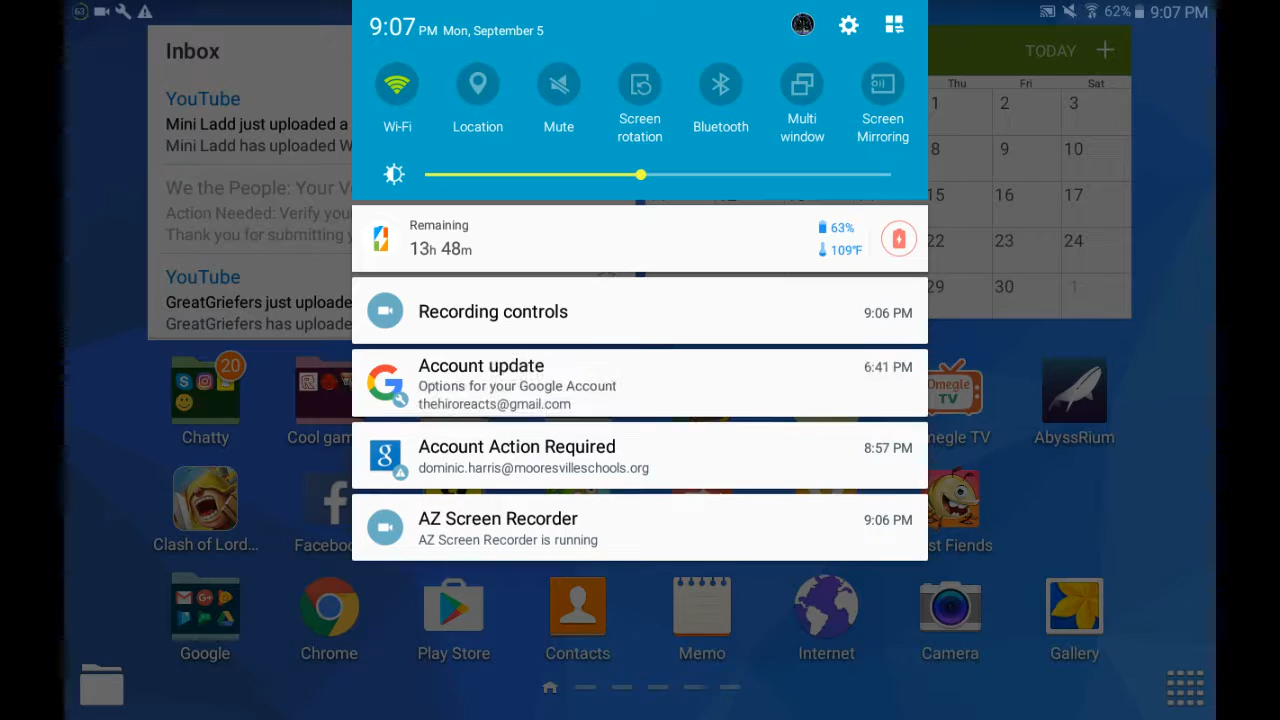 63
62% 9:07 PM
9:07 PM Mon, September 5
Wi-Fi
Location
Mute
Screen
rotation
Bluetooth
Multi
window
Screen
Mirroring
Remaining
13h 48m
63%
109°F
Recording controls
9:06 PM
Account update
6:41 PM
Options for your Google Account
thehiroreacts@gmail.com
Account Action Required
8:57 PM
dominic.harris@mooresvilleschools.org
AZ Screen Recorder
9:06 PM
AZ Screen Recorder is running
Inbox
YouTube
Mini Ladd just uploaded a
Mini Ladd has uploaded W
We the People: Your V
Action Needed: Verify your
Thank you for submitting y
YouTube
GreatGriefers just uploade
GreatGriefers has uploaded
TODAY
Thu Fri Sat
1 2 3
8 9 10
15 16 17
22 23 24
29 30 1
20
Chatty
Cool gam
Omegle
TV
megle TV
AbyssRium
Clash of Lord...
Facebo
st Fiends
Google
Chrome
Play Store
Contacts
Memo
Internet
Camera
Gallery